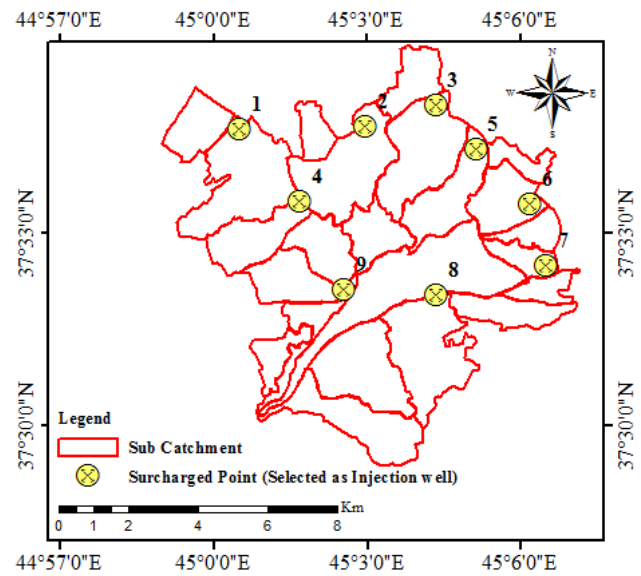 44°57'0"E 45°0'0"E 45°3'0"E 45°6'0"E
N
W E
S
3
1 2
5
4 6
37°33'0"N 37°33'0"N
7
9 8
Legend
37°30'0"N 37°30'0"N
Sub Catchment
Surcharged Point (Selected as Injection well)
Km
0 1 2 4 6 8
44°57'0"E 45°0'0"E 45°3'0"E 45°6'0"E